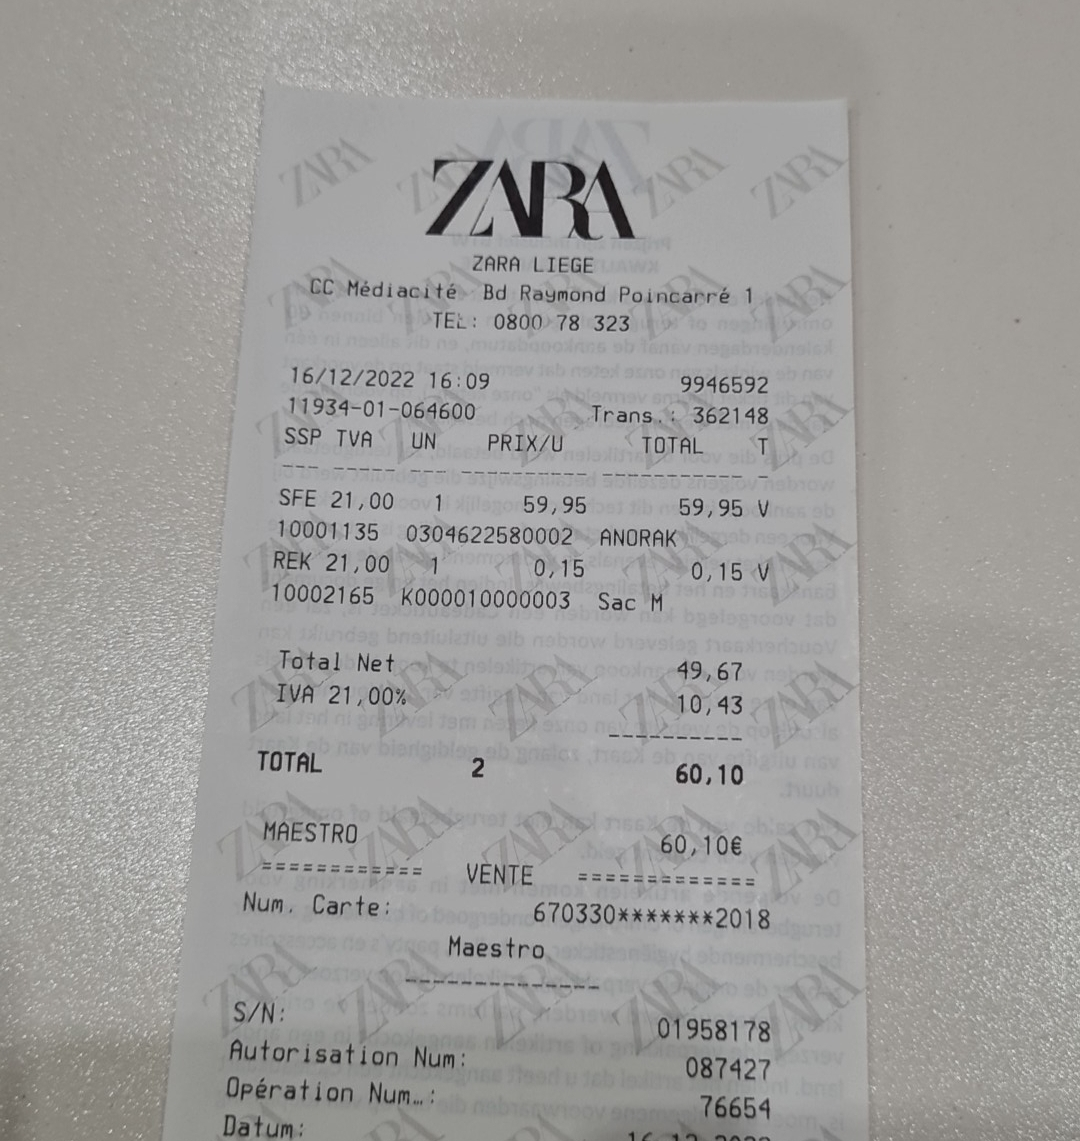 ZARA
ZARA LIEGE
CC Médiacité Bd Raymond Poincarré 1
TEL: 0800 78 323
16/12/2022 16:09 9946592
11934-01-064600 Trans.: 362148
SSP TVA UN PRIX/U TOTAL T
SFE 21,00 1 59,95 59,95 V
10001135 0304622580002 ANORAK
REK 21,00 1 0,15 0,15 V
10002165 K000010000003 Sac M
Total Net 49,67
IVA 21,00% 10,43
TOTAL 2 60,10
MAESTRO 60,10€
=========== VENTE ============
Num. Carte: 670330*******2018
Maestro
S/N: 01958178
Autorisation Num: 087427
Opération Num…: 76654
Datum: